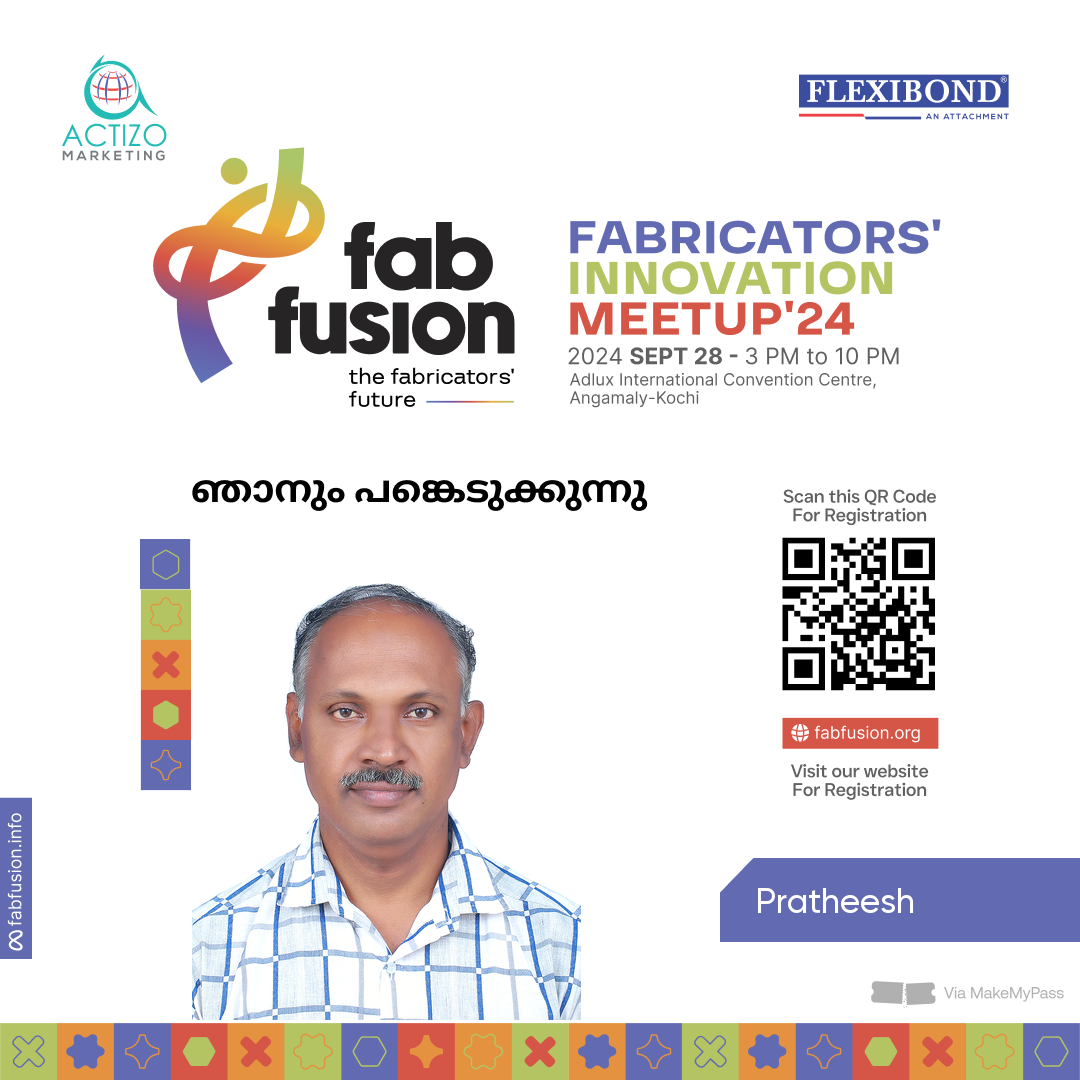 ACTIZO
MARKETING
FLEXIBOND®
AN ATTACHMENT
fab
fusion
the fabricators'
future
FABRICATORS'
INNOVATION
MEETUP'24
2024 SEPT 28 - 3 PM to 10 PM
Adlux International Convention Centre,
Angamaly-Kochi
ഞാനും പങ്കെടുക്കുന്നു
Scan this QR Code
For Registration
fabfusion.org
Visit our website
For Registration
fabfusion.info
Pratheesh
Via MakeMyPass